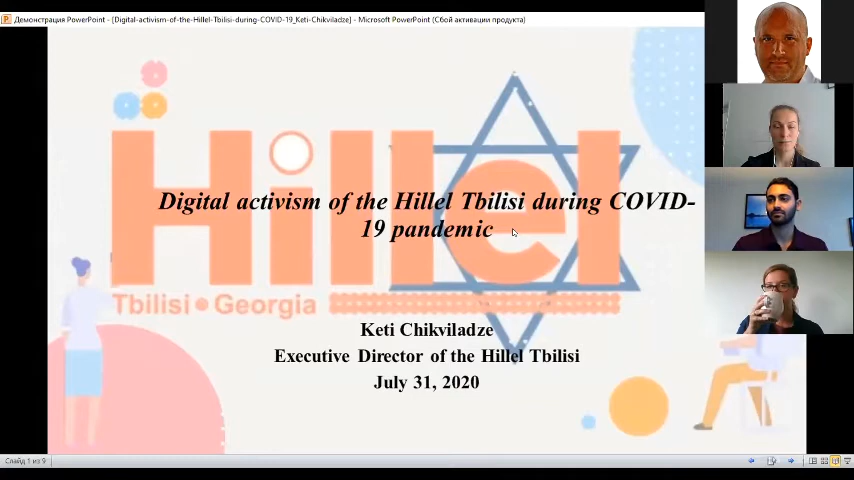 Демонстрация PowerPoint - [Digital-activism-of-the-Hillel-Tbilisi-during-COVID-19_Keti-Chikviladze] - Microsoft PowerPoint (Сбой активации продукта)
Hillel
Digital activism of the Hillel Tbilisi during COVID-
19 pandemic
Tbilisi • Georgia
Keti Chikviladze
Executive Director of the Hillel Tbilisi
July 31, 2020
Слайд 1 из 9